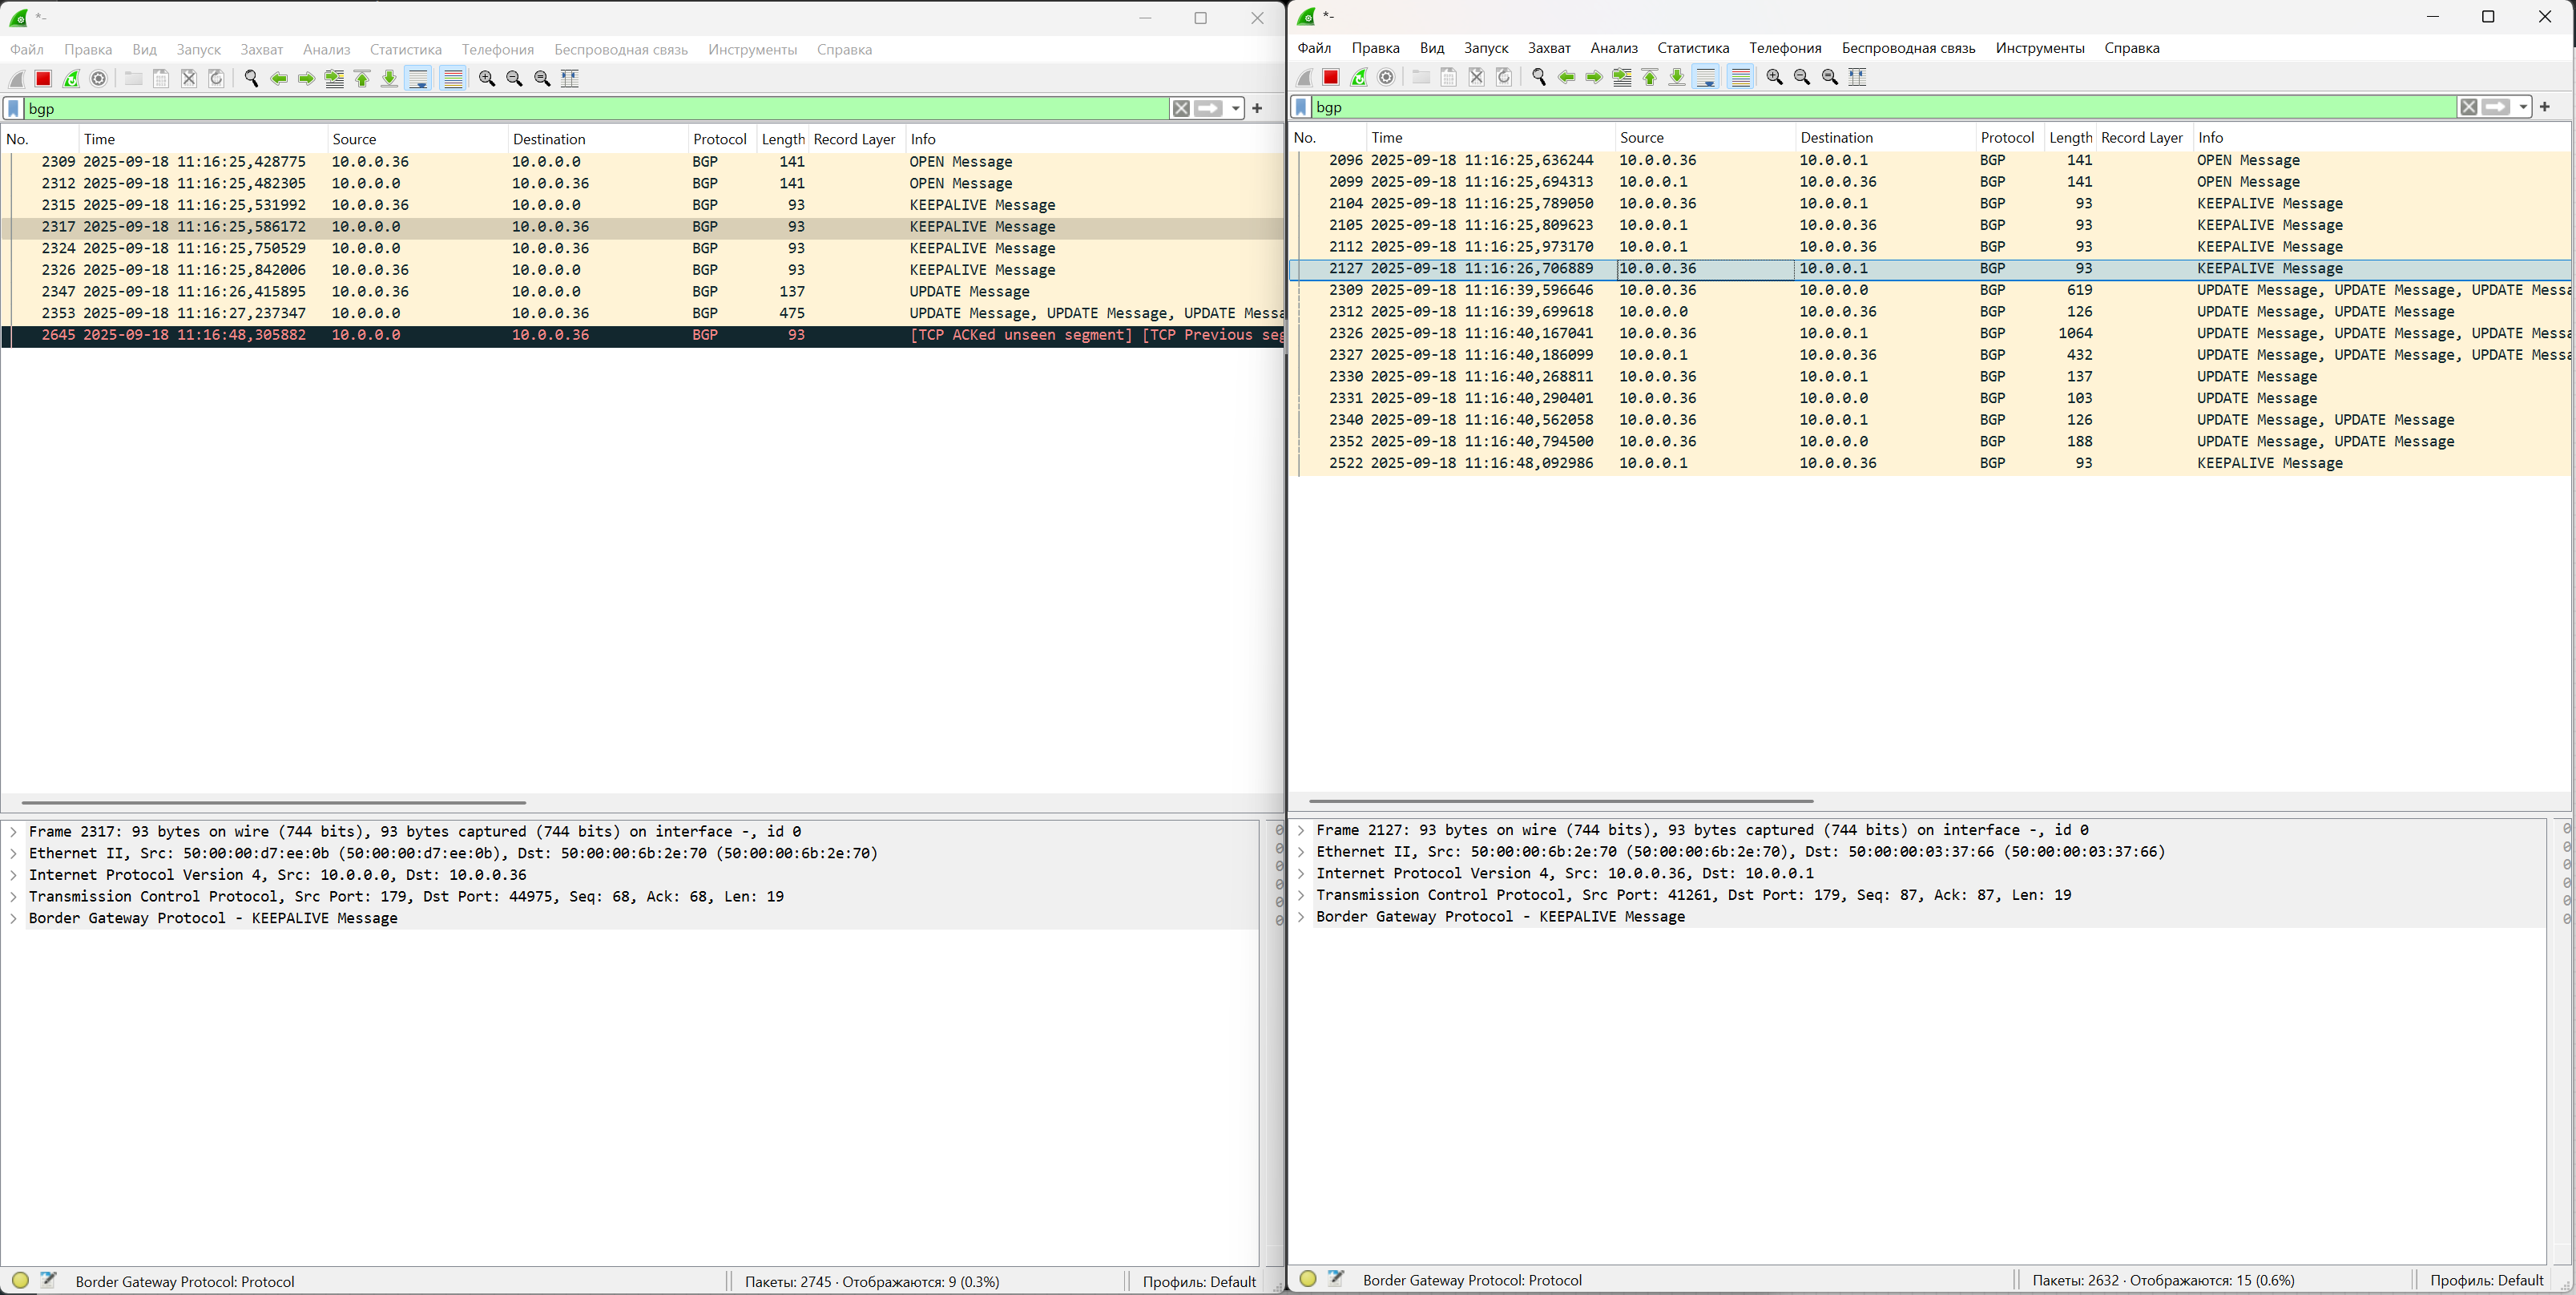 *-
Файл Правка Вид Запуск Захват Анализ Статистика Телефония Беспроводная связь Инструменты Справка
bgp
No. Time Source Destination Protocol Length Record Layer Info
2309 2025-09-18 11:16:25,428775 10.0.0.36 10.0.0.0 BGP 141 OPEN Message
2312 2025-09-18 11:16:25,482305 10.0.0.0 10.0.0.36 BGP 141 OPEN Message
2315 2025-09-18 11:16:25,531992 10.0.0.36 10.0.0.0 BGP 93 KEEPALIVE Message
2317 2025-09-18 11:16:25,586172 10.0.0.0 10.0.0.36 BGP 93 KEEPALIVE Message
2324 2025-09-18 11:16:25,750529 10.0.0.0 10.0.0.36 BGP 93 KEEPALIVE Message
2326 2025-09-18 11:16:25,842006 10.0.0.36 10.0.0.0 BGP 93 KEEPALIVE Message
2347 2025-09-18 11:16:26,415895 10.0.0.36 10.0.0.0 BGP 137 UPDATE Message
2353 2025-09-18 11:16:27,237347 10.0.0.0 10.0.0.36 BGP 475 UPDATE Message, UPDATE Message, UPDATE Messa
2645 2025-09-18 11:16:48,305882 10.0.0.0 10.0.0.36 BGP 93 [TCP ACKed unseen segment] [TCP Previous seg
Frame 2317: 93 bytes on wire (744 bits), 93 bytes captured (744 bits) on interface -, id 0
Ethernet II, Src: 50:00:00:d7:ee:0b (50:00:00:d7:ee:0b), Dst: 50:00:00:6b:2e:70 (50:00:00:6b:2e:70)
Internet Protocol Version 4, Src: 10.0.0.0, Dst: 10.0.0.36
Transmission Control Protocol, Src Port: 179, Dst Port: 44975, Seq: 68, Ack: 68, Len: 19
Border Gateway Protocol - KEEPALIVE Message
0
0
0
0
0
0
Border Gateway Protocol: Protocol Пакеты: 2745 · Отображаются: 9 (0.3%) Профиль: Default
*-
Файл Правка Вид Запуск Захват Анализ Статистика Телефония Беспроводная связь Инструменты Справка
bgp
No. Time Source Destination Protocol Length Record Layer Info
2096 2025-09-18 11:16:25,636244 10.0.0.36 10.0.0.1 BGP 141 OPEN Message
2099 2025-09-18 11:16:25,694313 10.0.0.1 10.0.0.36 BGP 141 OPEN Message
2104 2025-09-18 11:16:25,789050 10.0.0.36 10.0.0.1 BGP 93 KEEPALIVE Message
2105 2025-09-18 11:16:25,809623 10.0.0.1 10.0.0.36 BGP 93 KEEPALIVE Message
2112 2025-09-18 11:16:25,973170 10.0.0.1 10.0.0.36 BGP 93 KEEPALIVE Message
2127 2025-09-18 11:16:26,706889 10.0.0.36 10.0.0.1 BGP 93 KEEPALIVE Message
2309 2025-09-18 11:16:39,596646 10.0.0.36 10.0.0.0 BGP 619 UPDATE Message, UPDATE Message, UPDATE Messa
2312 2025-09-18 11:16:39,699618 10.0.0.0 10.0.0.36 BGP 126 UPDATE Message, UPDATE Message
2326 2025-09-18 11:16:40,167041 10.0.0.36 10.0.0.1 BGP 1064 UPDATE Message, UPDATE Message, UPDATE Messa
2327 2025-09-18 11:16:40,186099 10.0.0.1 10.0.0.36 BGP 432 UPDATE Message, UPDATE Message, UPDATE Messa
2330 2025-09-18 11:16:40,268811 10.0.0.36 10.0.0.1 BGP 137 UPDATE Message
2331 2025-09-18 11:16:40,290401 10.0.0.36 10.0.0.0 BGP 103 UPDATE Message
2340 2025-09-18 11:16:40,562058 10.0.0.36 10.0.0.1 BGP 126 UPDATE Message, UPDATE Message
2352 2025-09-18 11:16:40,794500 10.0.0.36 10.0.0.0 BGP 188 UPDATE Message, UPDATE Message
2522 2025-09-18 11:16:48,092986 10.0.0.1 10.0.0.36 BGP 93 KEEPALIVE Message
Frame 2127: 93 bytes on wire (744 bits), 93 bytes captured (744 bits) on interface -, id 0
Ethernet II, Src: 50:00:00:6b:2e:70 (50:00:00:6b:2e:70), Dst: 50:00:00:03:37:66 (50:00:00:03:37:66)
Internet Protocol Version 4, Src: 10.0.0.36, Dst: 10.0.0.1
Transmission Control Protocol, Src Port: 41261, Dst Port: 179, Seq: 87, Ack: 87, Len: 19
Border Gateway Protocol - KEEPALIVE Message
0
0
0
0
0
0
Border Gateway Protocol: Protocol Пакеты: 2632 · Отображаются: 15 (0.6%) Профиль: Default